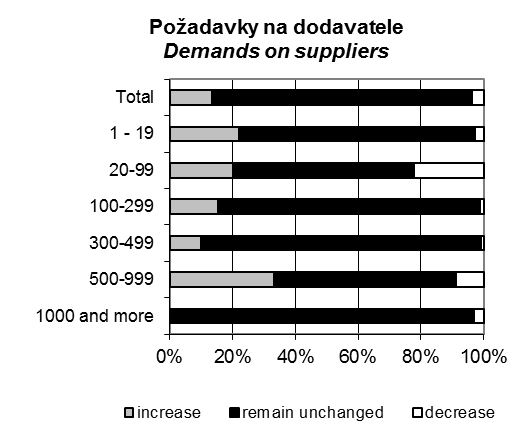 Požadavky na dodavatele
Demands on suppliers
Total
1 - 19
20-99
100-299
300-499
500-999
1000 and more
0% 20% 40% 60% 80% 100%
increase remain unchanged decrease